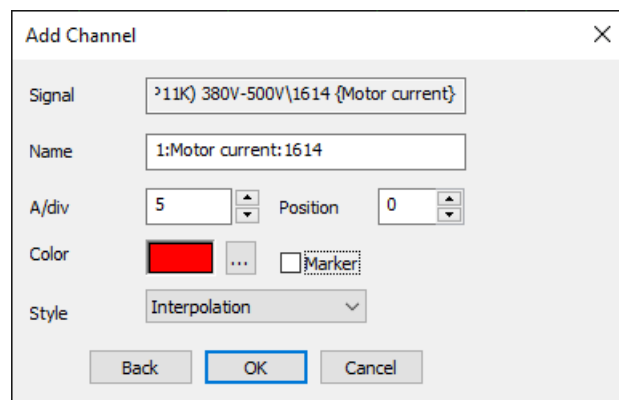 Add Channel
Signal
P11K) 380V-500V\1614 {Motor current}
Name
1:Motor current:1614
A/div
5
Position
0
Color
...
Marker
Style
Interpolation
Back
OK
Cancel